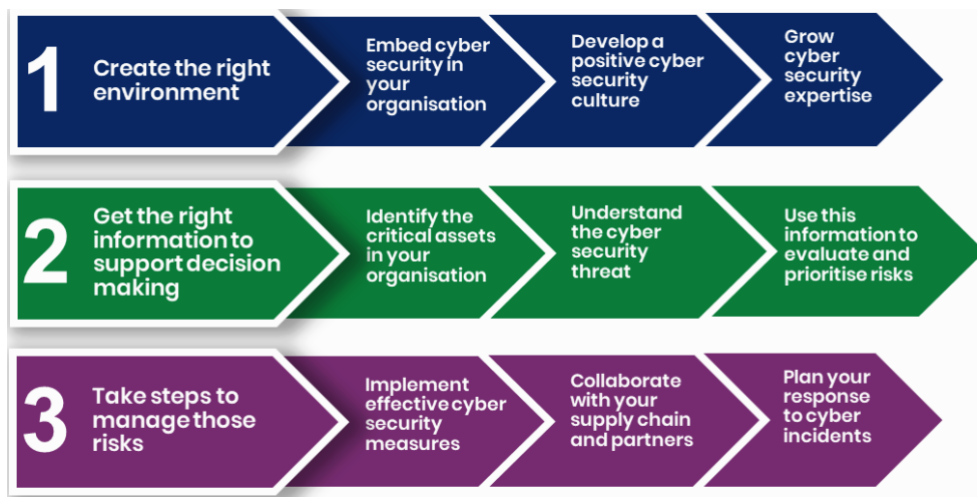 1
Create the right
environment
Embed cyber
security in
your
organisation
Develop a
positive cyber
security
culture
Grow
cyber
security
expertise
2
Get the right
information to
support decision
making
Identify the
critical assets
in your
organisation
Understand
the cyber
security
threat
Use this
information to
evaluate and
prioritise risks
3
Take steps to
manage those
risks
Implement
effective cyber
security
measures
Collaborate
with your
supply chain
and partners
Plan your
response
to cyber
incidents